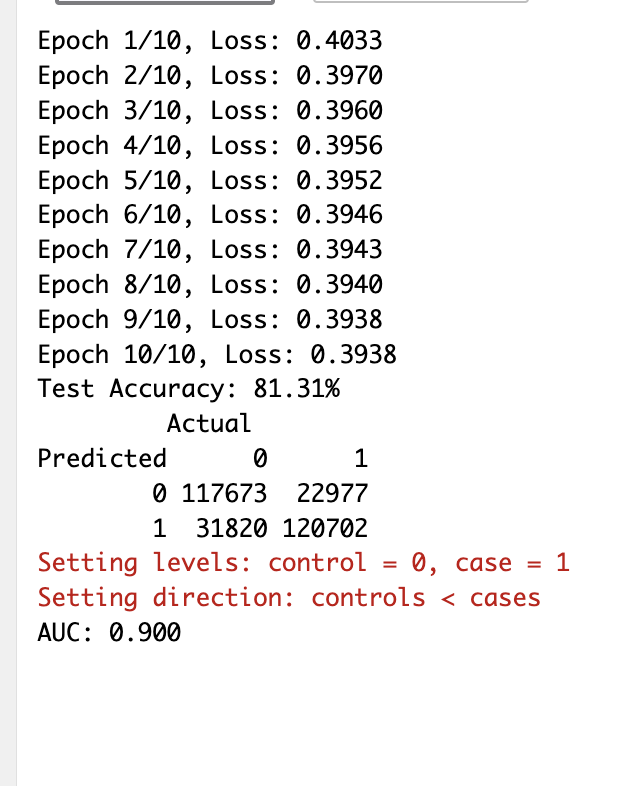 Epoch 1/10, Loss: 0.4033
Epoch 2/10, Loss: 0.3970
Epoch 3/10, Loss: 0.3960
Epoch 4/10, Loss: 0.3956
Epoch 5/10, Loss: 0.3952
Epoch 6/10, Loss: 0.3946
Epoch 7/10, Loss: 0.3943
Epoch 8/10, Loss: 0.3940
Epoch 9/10, Loss: 0.3938
Epoch 10/10, Loss: 0.3938
Test Accuracy: 81.31%
         Actual
Predicted      0      1
        0 117673  22977
        1  31820 120702
Setting levels: control = 0, case = 1
Setting direction: controls < cases
AUC: 0.900